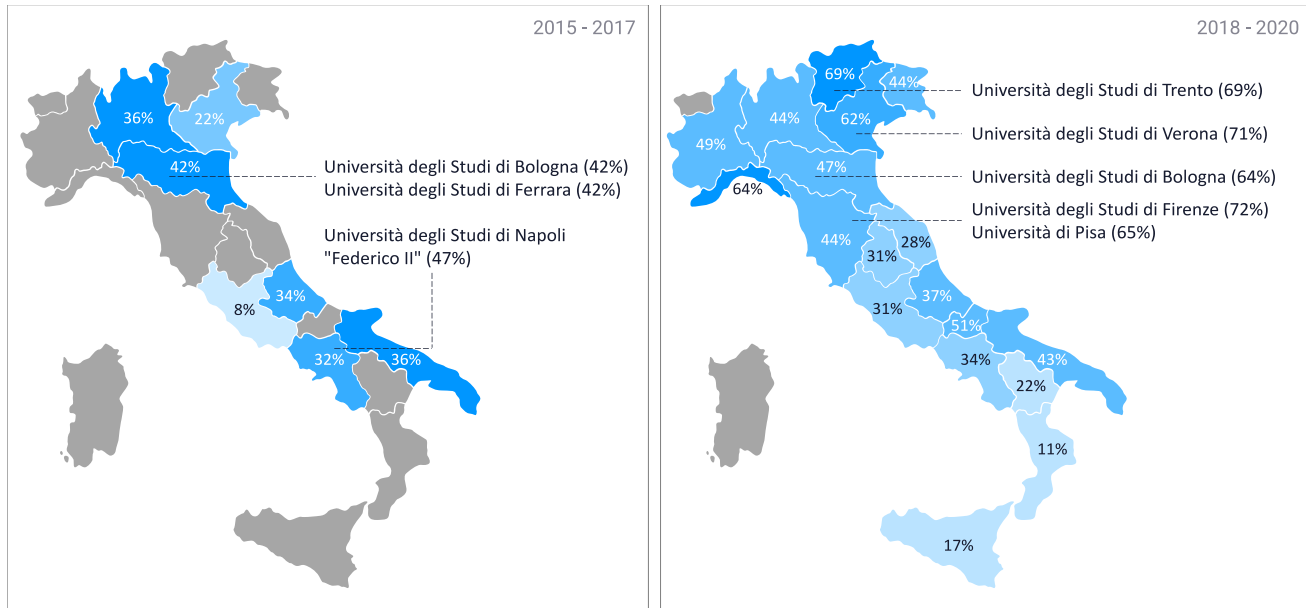 2015 - 2017
36%
22%
42%
Università degli Studi di Bologna (42%)
Università degli Studi di Ferrara (42%)
Università degli Studi di Napoli
"Federico II" (47%)
34%
8%
32%
36%
2018 - 2020
69%
44%
Università degli Studi di Trento (69%)
44%
62%
Università degli Studi di Verona (71%)
49%
47%
Università degli Studi di Bologna (64%)
64%
Università degli Studi di Firenze (72%)
Università di Pisa (65%)
44%
28%
31%
37%
31%
51%
34%
43%
22%
11%
17%